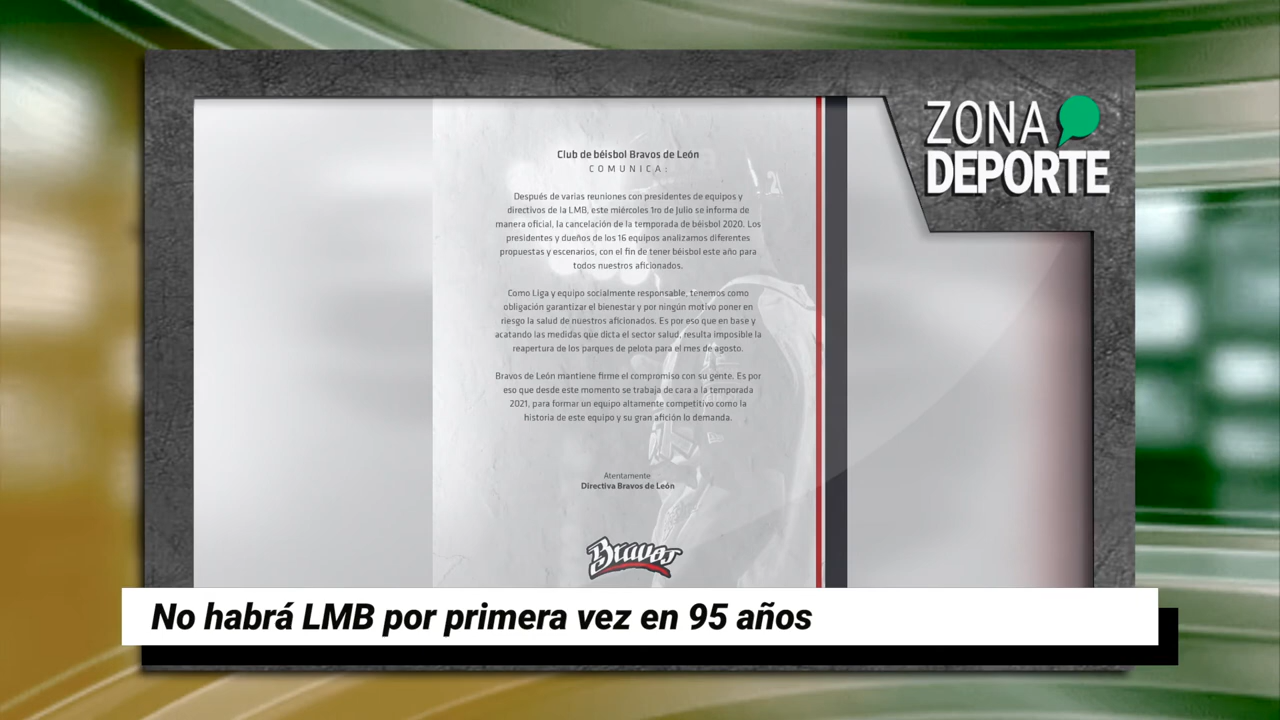 ZONA
DEPORTE
Club de béisbol Bravos de León
COMUNICA:
Después de varias reuniones con presidentes de equipos y
directivos de la LMB, este miércoles 1ro de Julio se informa de
manera oficial, la cancelación de la temporada de béisbol 2020. Los
presidentes y dueños de los 16 equipos analizamos diferentes
propuestas y escenarios, con el fin de tener béisbol este año para
todos nuestros aficionados.
Como Liga y equipo socialmente responsable, tenemos como
obligación garantizar el bienestar y por ningún motivo poner en
riesgo la salud de nuestros aficionados. Es por eso que en base y
acatando las medidas que dicta el sector salud, resulta imposible la
reapertura de los parques de pelota para el mes de agosto.
Bravos de León mantiene firme el compromiso con su gente. Es por
eso que desde este momento se trabaja de cara a la temporada
2021, para formar un equipo altamente competitivo como la
historia de este equipo y su gran afición lo demanda.
Atentamente
Directiva Bravos de León
Bravos
No habrá LMB por primera vez en 95 años